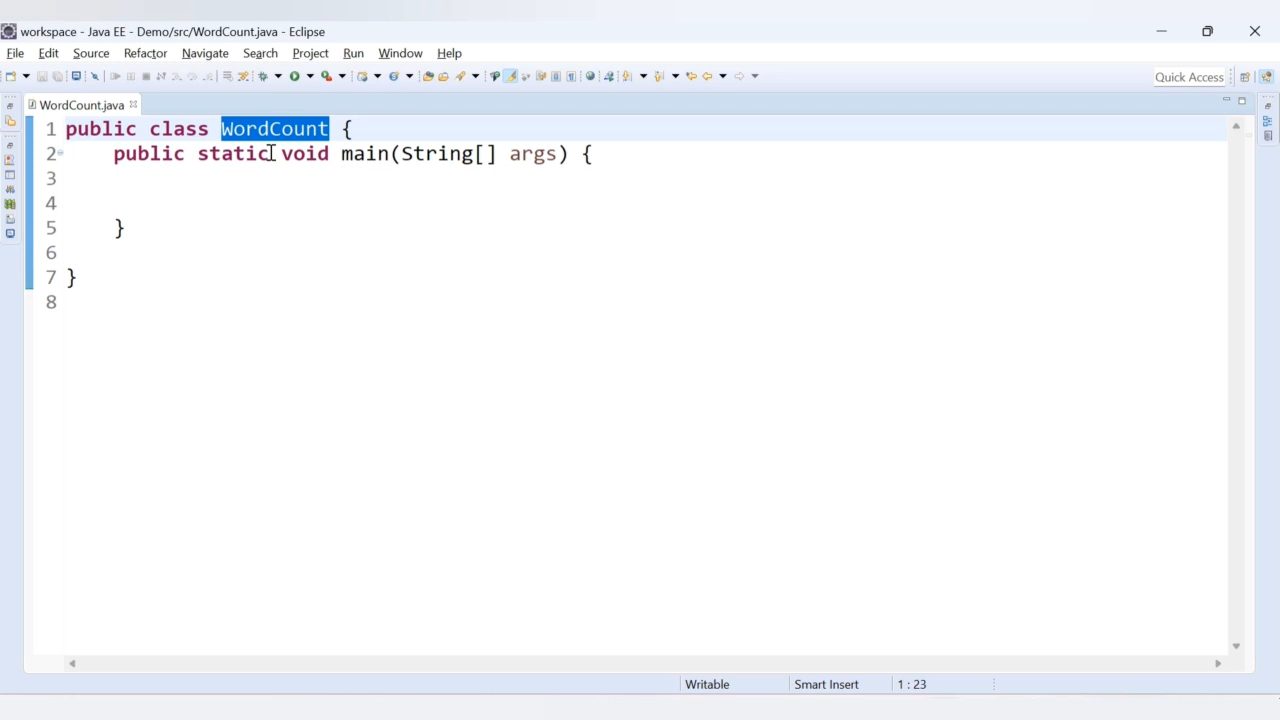 workspace - Java EE - Demo/src/WordCount.java - Eclipse
File Edit Source Refactor Navigate Search Project Run Window Help
Quick Access
WordCount.java
1 public class WordCount {
2 public static void main(String[] args) {
3
4
5 }
6
7 }
8
Writable Smart Insert 1 : 23